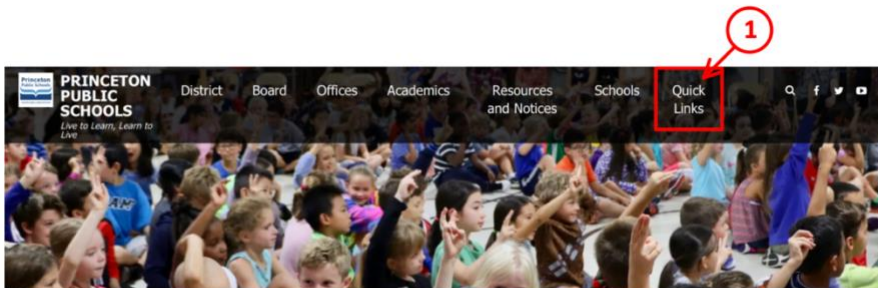 1
Princeton
Public Schools
PRINCETON
PUBLIC
SCHOOLS
Live to Learn, Learn to
Live
District
Board
Offices
Academics
Resources
and Notices
Schools
Quick
Links